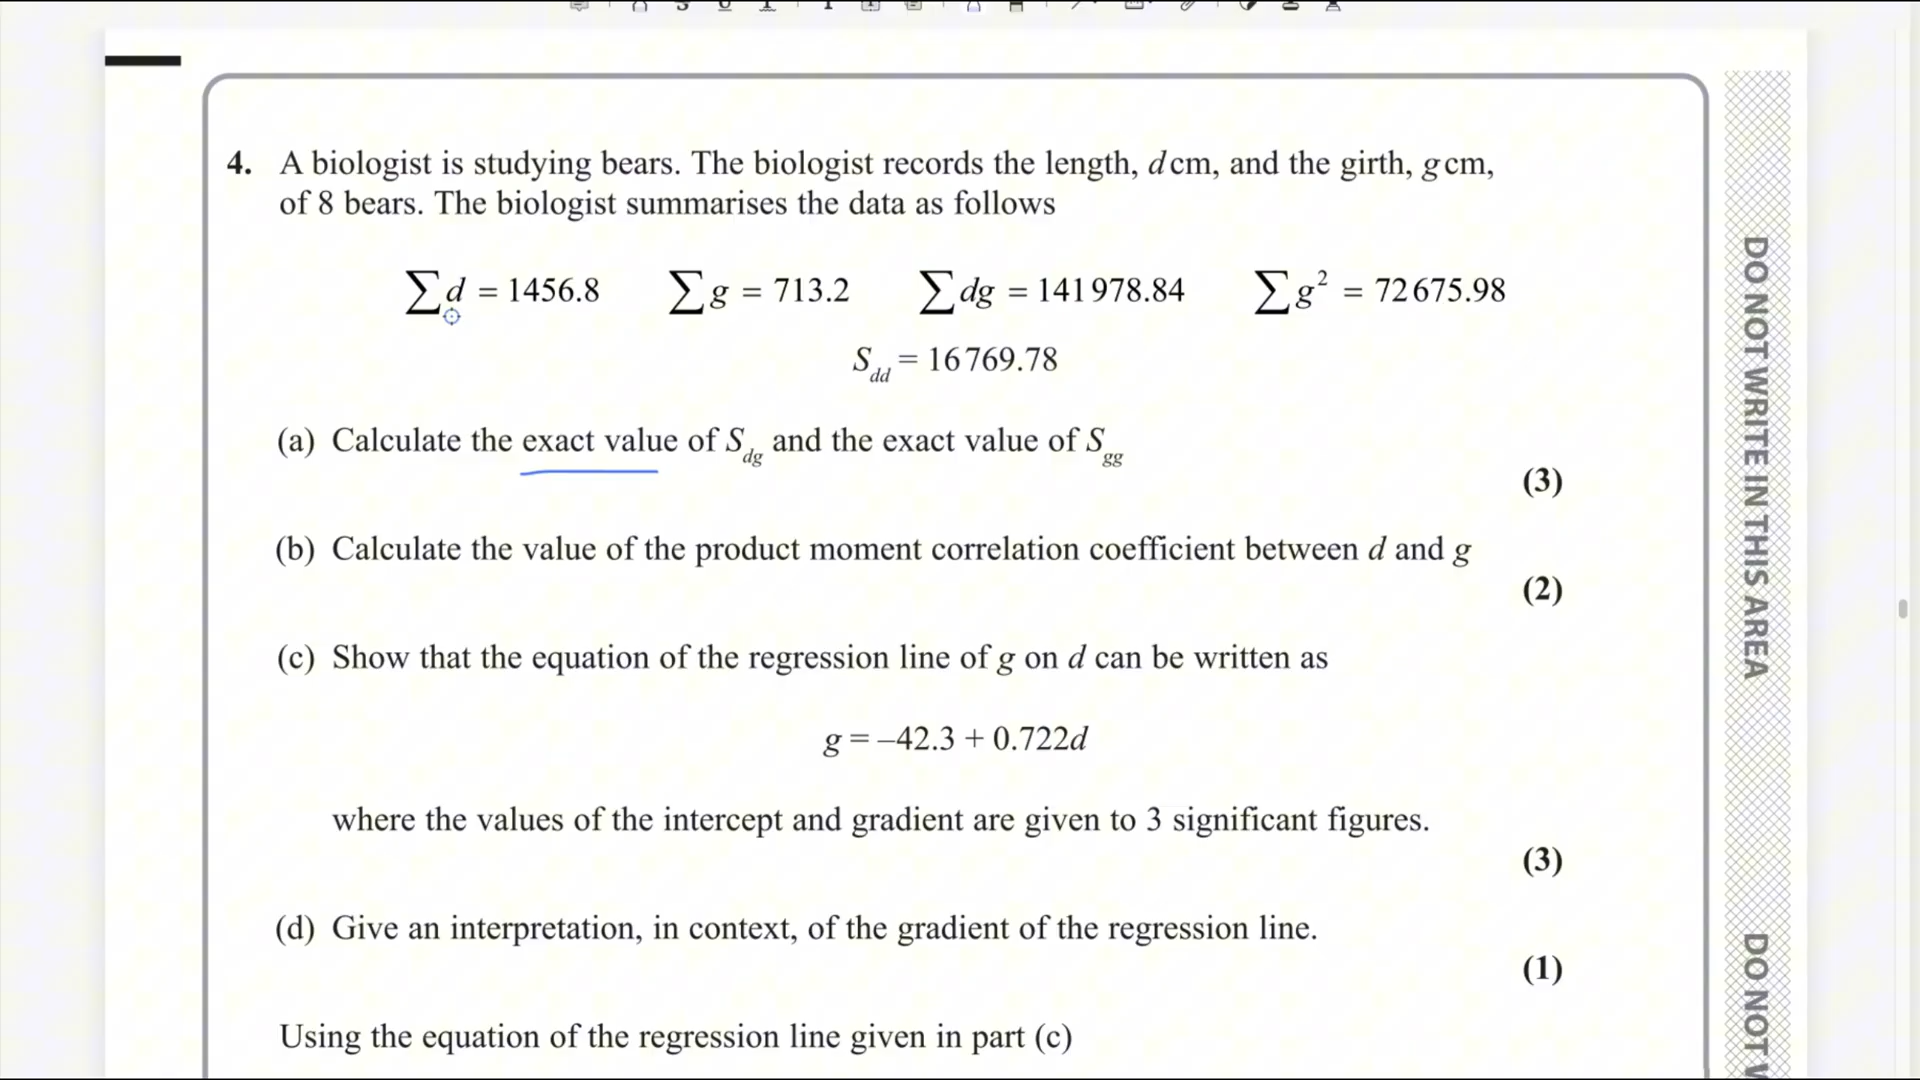 4. A biologist is studying bears. The biologist records the length, d cm, and the girth, g cm,
of 8 bears. The biologist summarises the data as follows
∑d = 1456.8 ∑g = 713.2 ∑dg = 141 978.84 ∑g² = 72 675.98
S_dd = 16 769.78
(a) Calculate the exact value of S_dg and the exact value of S_gg
(3)
(b) Calculate the value of the product moment correlation coefficient between d and g
(2)
(c) Show that the equation of the regression line of g on d can be written as
g = –42.3 + 0.722d
where the values of the intercept and gradient are given to 3 significant figures.
(3)
(d) Give an interpretation, in context, of the gradient of the regression line.
(1)
Using the equation of the regression line given in part (c)
DO NOT WRITE IN THIS AREA
DO NOT W